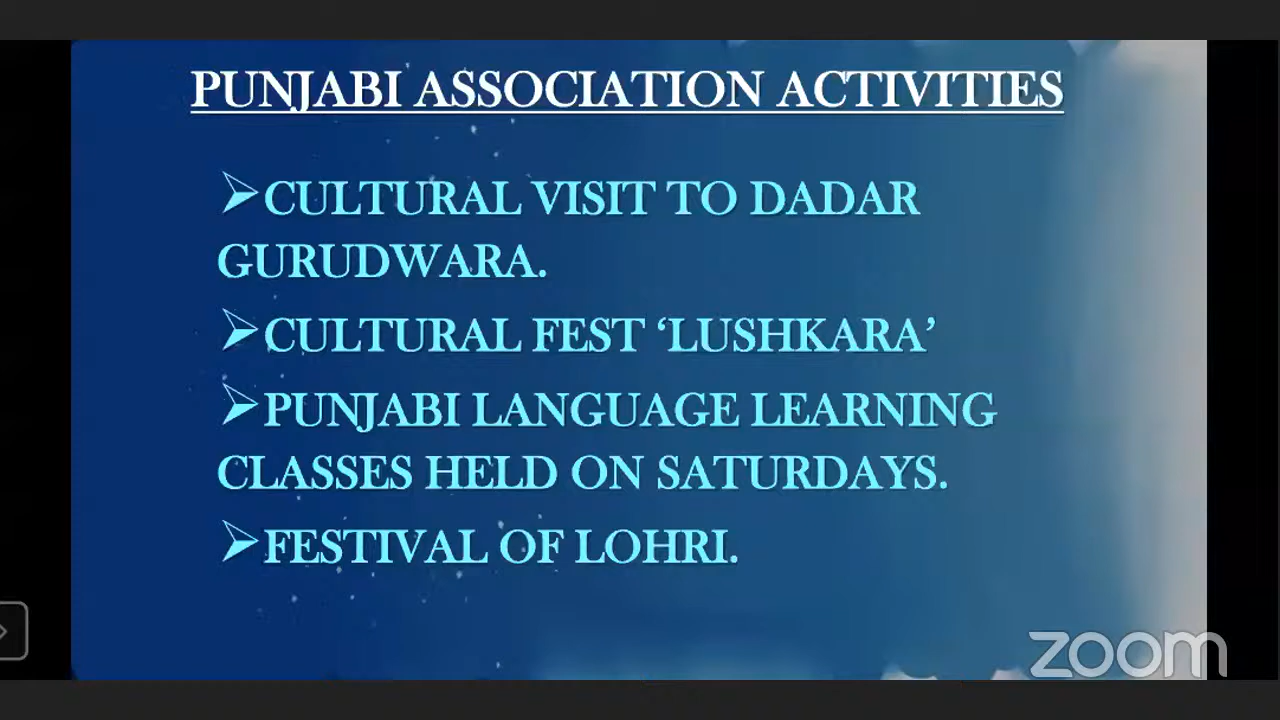 PUNJABI ASSOCIATION ACTIVITIES
➢CULTURAL VISIT TO DADAR
GURUDWARA.
➢CULTURAL FEST ‘LUSHKARA’
➢PUNJABI LANGUAGE LEARNING
CLASSES HELD ON SATURDAYS.
➢FESTIVAL OF LOHRI.
zoom